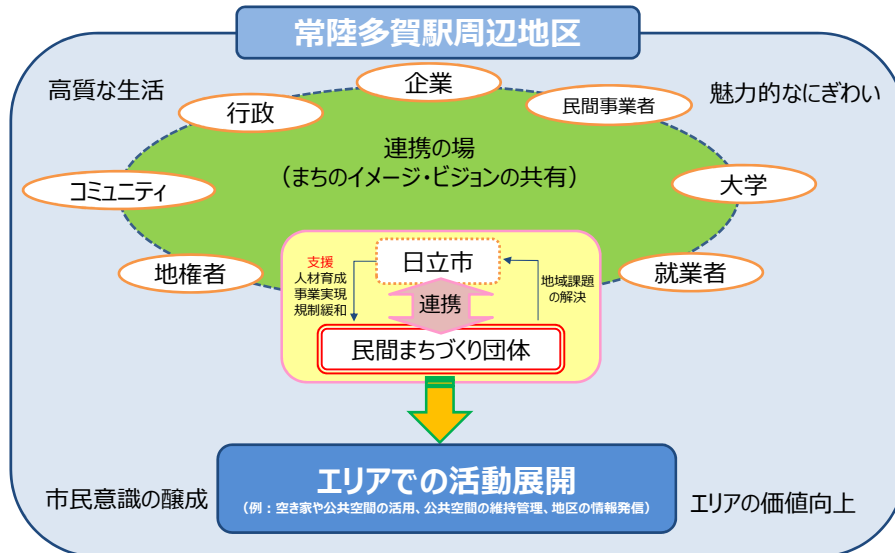 常陸多賀駅周辺地区
高質な生活
企業
魅力的なにぎわい
行政
民間事業者
連携の場
(まちのイメージ・ビジョンの共有)
コミュニティ
大学
地権者
就業者
支援
人材育成
事業実現
規制緩和
日立市
地域課題
の解決
連携
民間まちづくり団体
エリアでの活動展開
(例：空き家や公共空間の活用、公共空間の維持管理、地区の情報発信)
市民意識の醸成
エリアの価値向上